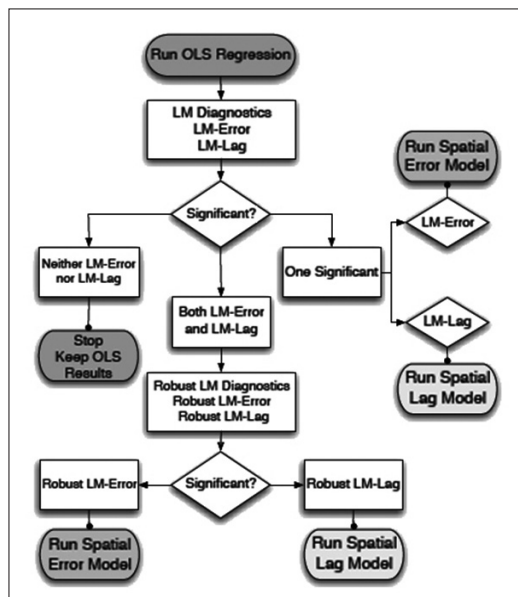 Run OLS Regression
LM Diagnostics
LM-Error
LM-Lag
Significant?
Run Spatial
Error Model
LM-Error
Neither LM-Error
nor LM-Lag
One Significant
Both LM-Error
and LM-Lag
LM-Lag
Stop
Keep OLS
Results
Run Spatial
Lag Model
Robust LM Diagnostics
Robust LM-Error
Robust LM-Lag
Significant?
Robust LM-Error
Robust LM-Lag
Run Spatial
Error Model
Run Spatial
Lag Model